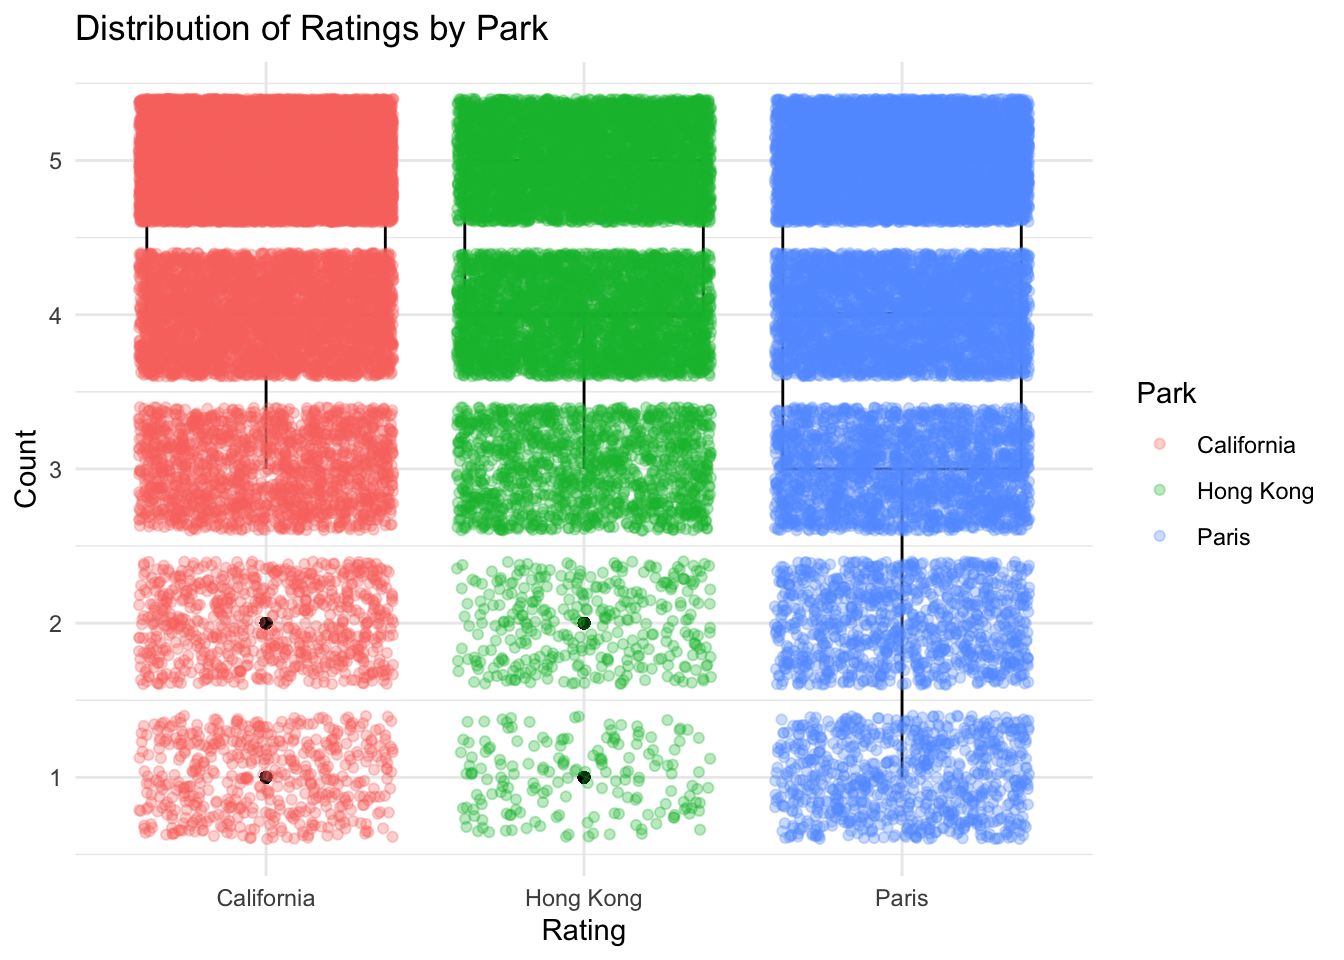 Distribution of Ratings by Park
Count
5
4
3
2
1
California
Hong Kong
Paris
Rating
Park
California
Hong Kong
Paris